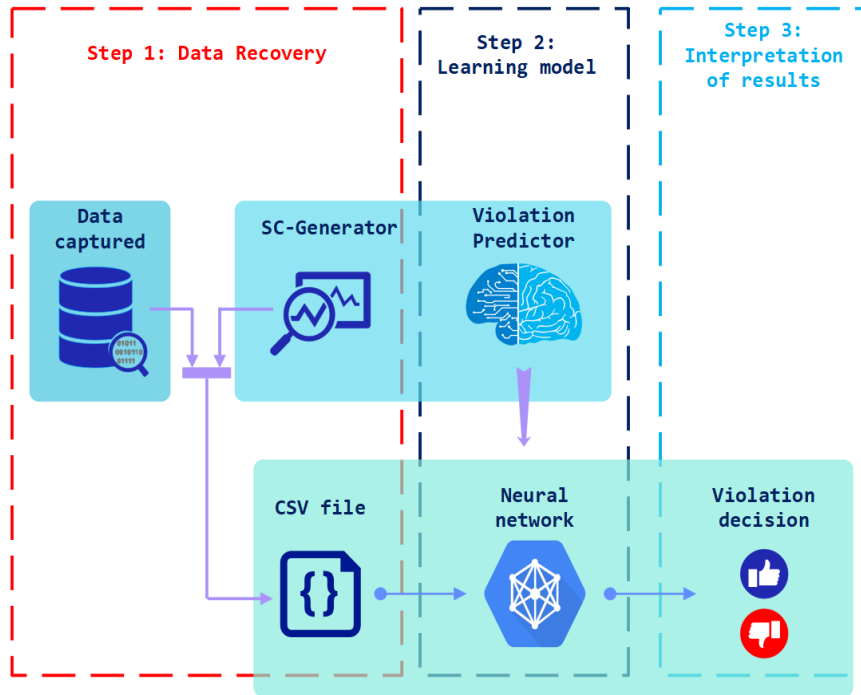 Step 1: Data Recovery
Step 2:
Learning model
Step 3:
Interpretation
of results
Data
captured
SC-Generator
Violation
Predictor
01011
0010110
01111
CSV file
{}
Neural
network
Violation
decision